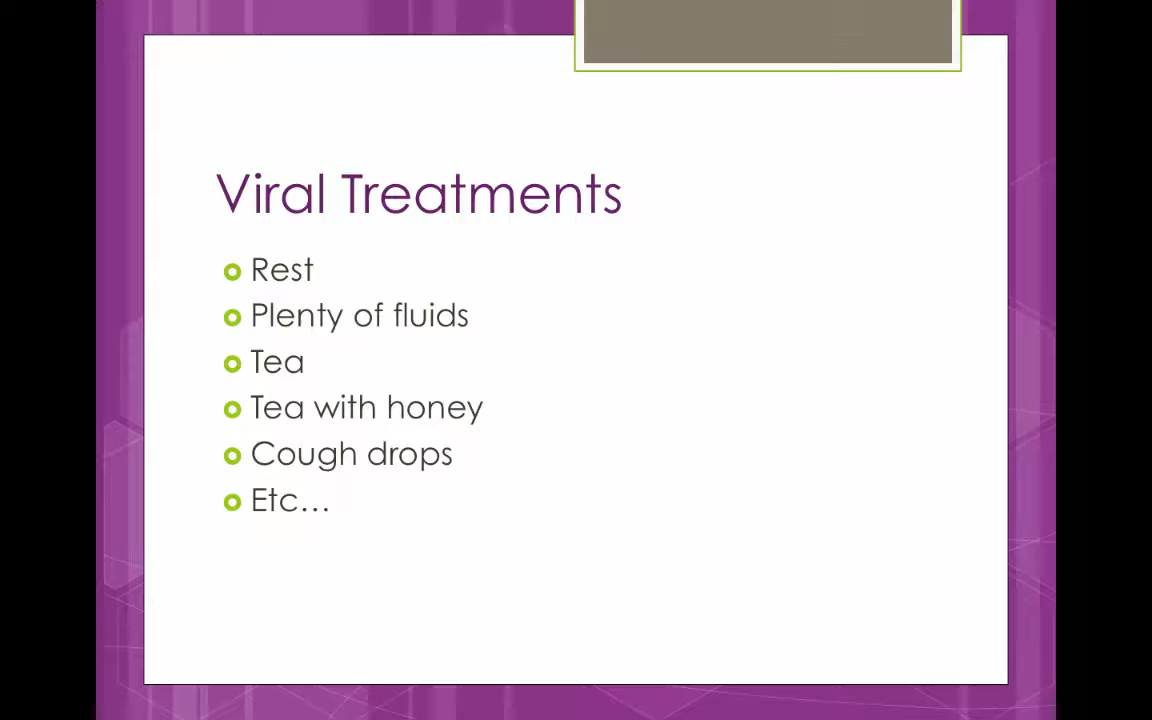 Viral Treatments
Rest
Plenty of fluids
Tea
Tea with honey
Cough drops
Etc…